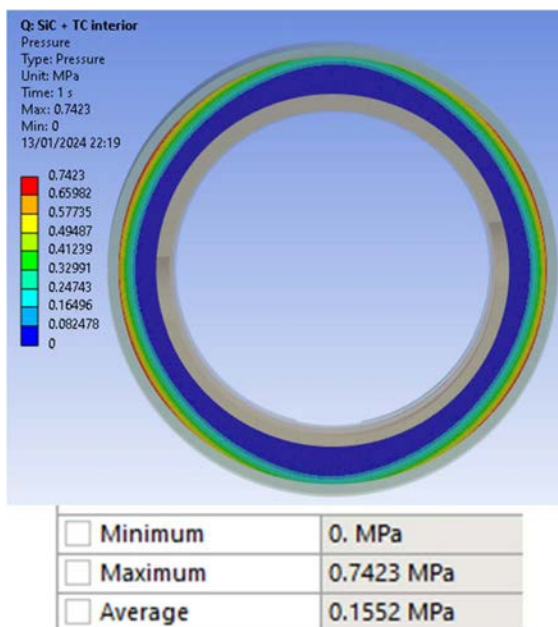 Q: SiC + TC interior
Pressure
Type: Pressure
Unit: MPa
Time: 1 s
Max: 0.7423
Min: 0
13/01/2024 22:19
0.7423
0.65982
0.57735
0.49487
0.41239
0.32991
0.24743
0.16496
0.082478
0
Minimum 0. MPa
Maximum 0.7423 MPa
Average 0.1552 MPa